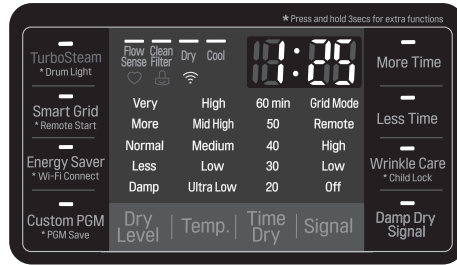 * Press and hold 3secs for extra functions
TurboSteam
* Drum Light
Flow Sense
Clean Filter
Dry
Cool
1:25
More Time
Smart Grid
* Remote Start
Very
High
60 min
Grid Mode
More
Mid High
50
Remote
Less Time
Normal
Medium
40
High
Energy Saver
* Wi-Fi Connect
Less
Low
30
Low
Wrinkle Care
* Child Lock
Damp
Ultra Low
20
Off
Custom PGM
* PGM Save
Dry
Level
Temp.
Time
Dry
Signal
Damp Dry
Signal